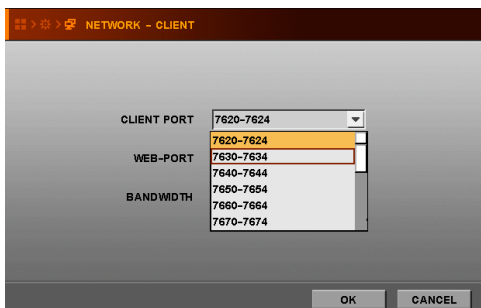 NETWORK - CLIENT
CLIENT PORT 7620-7624
7620-7624
WEB-PORT 7630-7634
7640-7644
BANDWIDTH 7650-7654
7660-7664
7670-7674
OK CANCEL